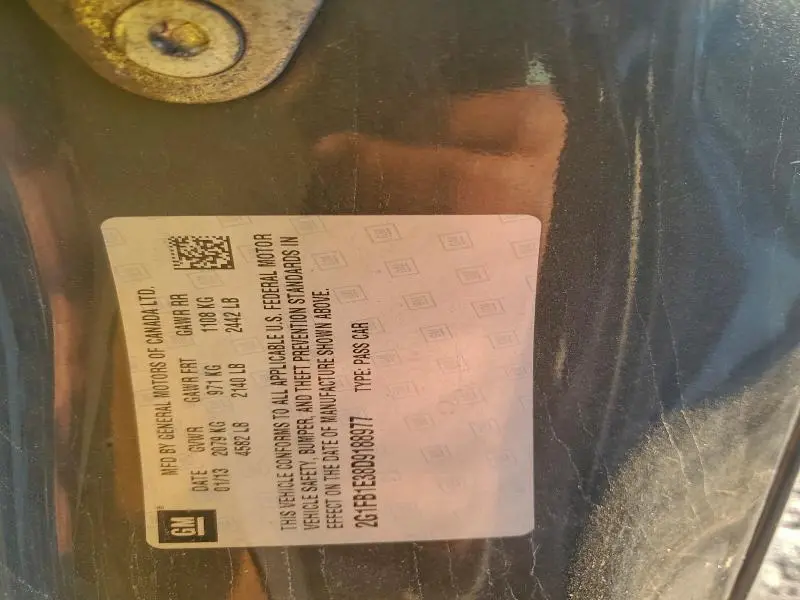 MFD BY GENERAL MOTORS OF CANADA LTD.
DATE GVWR GAWR FRT GAWR RR
01/13 2079 KG 971 KG 1108 KG
4582 LB 2140 LB 2442 LB
GM
THIS VEHICLE CONFORMS TO ALL APPLICABLE U.S. FEDERAL MOTOR
VEHICLE SAFETY, BUMPER, AND THEFT PREVENTION STANDARDS IN
EFFECT ON THE DATE OF MANUFACTURE SHOWN ABOVE.
2G1FB1E38D9188977 TYPE: PASS CAR